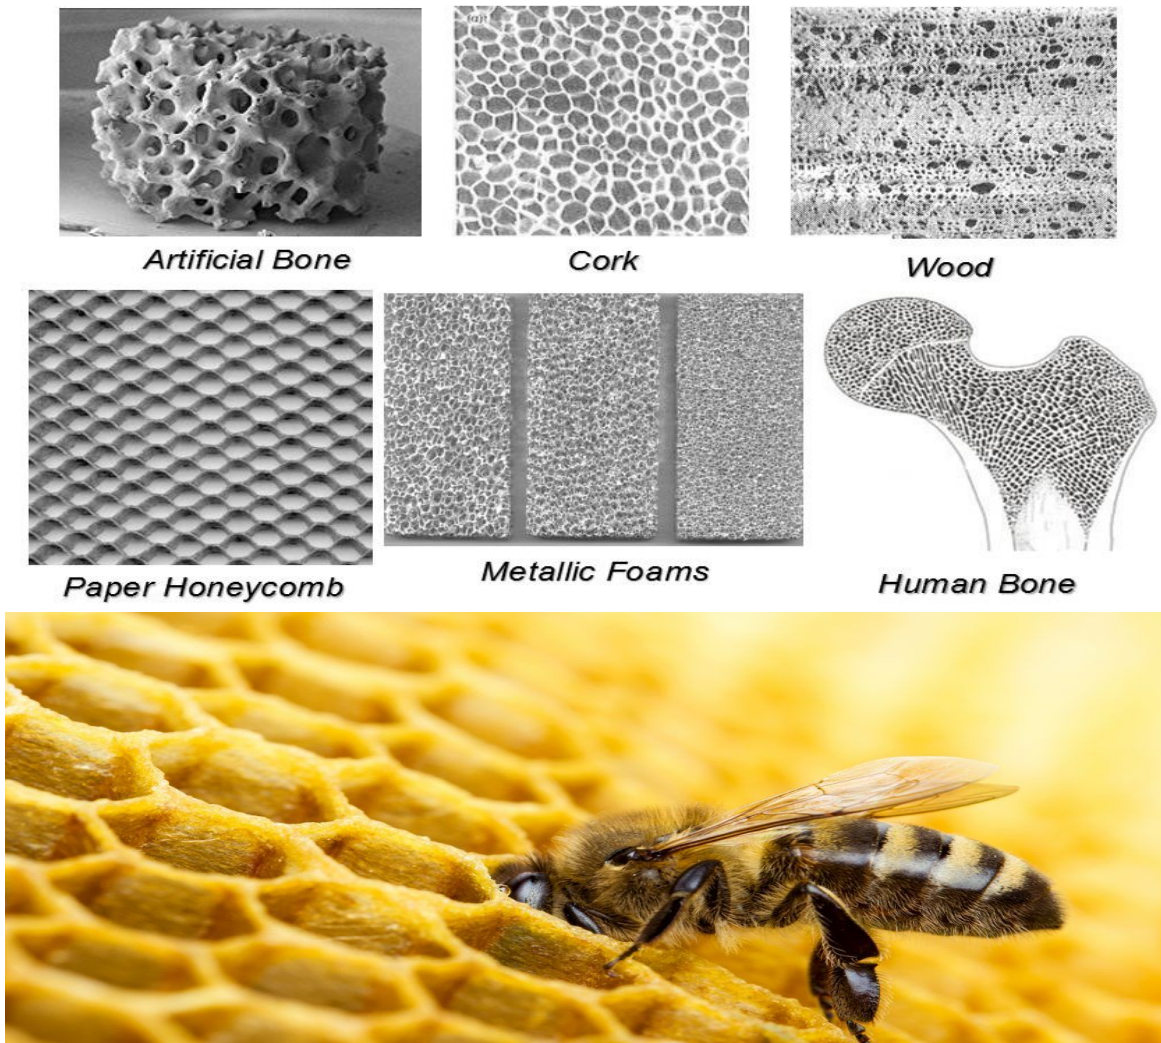 Artificial Bone
Cork
Wood
Paper Honeycomb
Metallic Foams
Human Bone